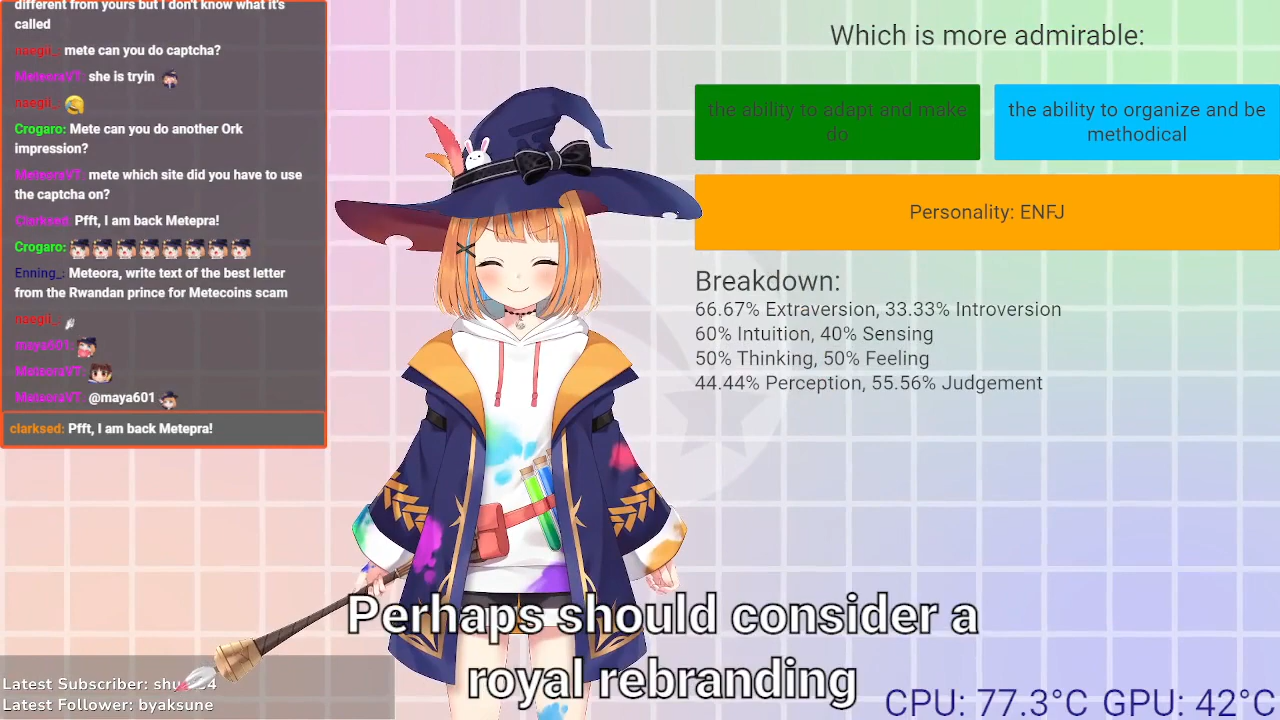 different from yours but I don't know what it's
called
naegii_: mete can you do captcha?
MeteoraVT: she is tryin
naegii_:
Crogaro: Mete can you do another Ork
impression?
MeteoraVT: mete which site did you have to use
the captcha on?
Clarksed: Pfft, I am back Metepra!
Crogaro:
Enning_: Meteora, write text of the best letter
from the Rwandan prince for Metecoins scam
naegii_:
maya601:
MeteoraVT:
MeteoraVT: @maya601
clarksed: Pfft, I am back Metepra!
Which is more admirable:
the ability to adapt and make
do
the ability to organize and be
methodical
Personality: ENFJ
Breakdown:
66.67% Extraversion, 33.33% Introversion
60% Intuition, 40% Sensing
50% Thinking, 50% Feeling
44.44% Perception, 55.56% Judgement
Perhaps should consider a
royal rebranding
Latest Subscriber:
Latest Follower: byaksune
CPU: 77.3°C GPU: 42°C